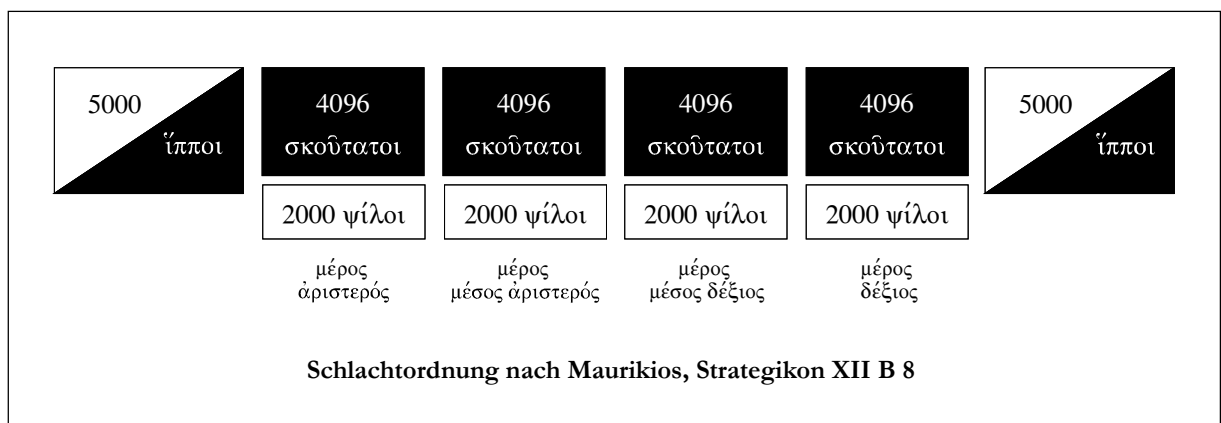 5000 ἵπποι
4096 σκοῦτατοι
4096 σκοῦτατοι
4096 σκοῦτατοι
4096 σκοῦτατοι
5000 ἵπποι
2000 ψίλοι
2000 ψίλοι
2000 ψίλοι
2000 ψίλοι
μέρος
ἀριστερός
μέρος
μέσος ἀριστερός
μέρος
μέσος δέξιος
μέρος
δέξιος
Schlachtordnung nach Maurikios, Strategikon XII B 8